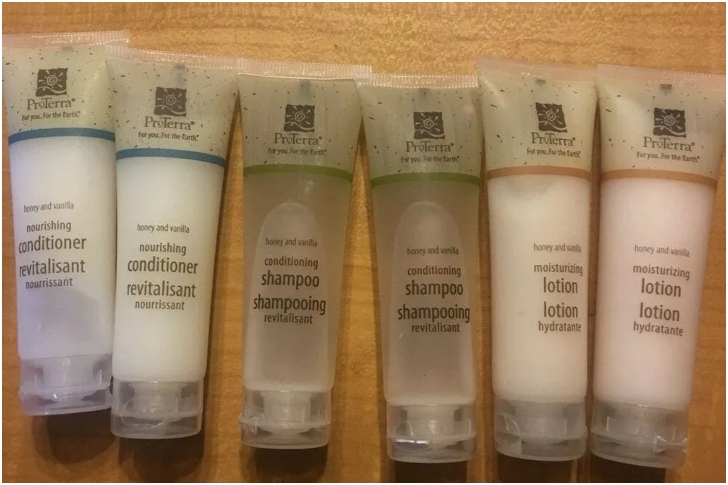 ProTerra®
For you..For the Earth.®
honey and vanilla
nourishing
conditioner
revitalisant
nourrissant
ProTerra®
For you..For the Earth.®
honey and vanilla
nourishing
conditioner
revitalisant
nourrissant
ProTerra®
For you..For the Earth.®
honey and vanilla
conditioning
shampoo
shampooing
revitalisant
ProTerra®
For you..For the Earth.®
honey and vanilla
conditioning
shampoo
shampooing
revitalisant
ProTerra®
For you..For the Earth.®
honey and vanilla
moisturizing
lotion
lotion
hydratante
ProTerra®
For you..For the Earth.®
honey and vanilla
moisturizing
lotion
lotion
hydratante